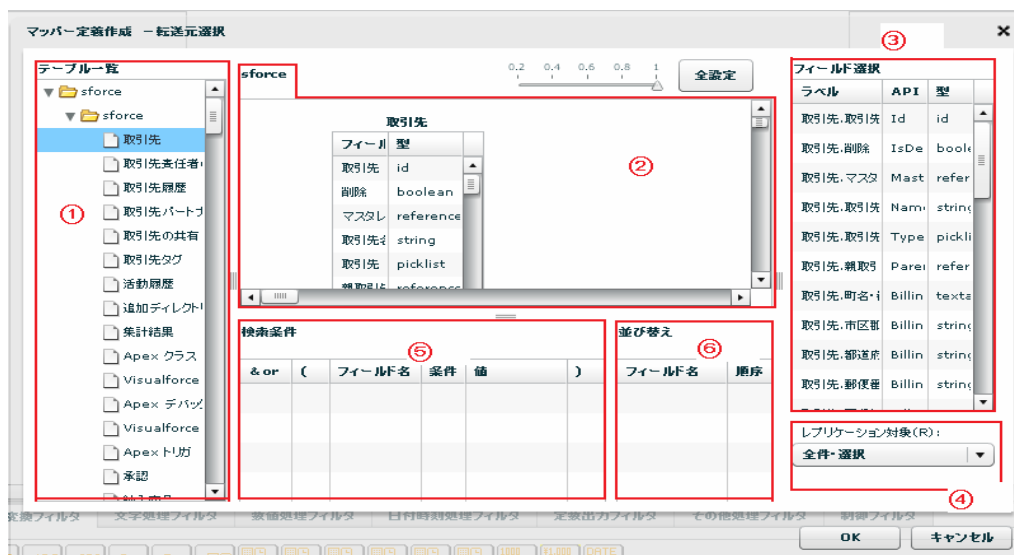 マッパー定義作成 －転送元選択
テーブル一覧
sforce
sforce
取引先
取引先責任者
取引先履歴
取引先パートナ
取引先の共有
取引先タグ
活動履歴
追加ディレクトリ
集計結果
Apex クラス
Visualforce
Apex デバッグ
Visualforce
Apex トリガ
承認
①
sforce
0.2 0.4 0.6 0.8 1
全設定
取引先
フィール 型
取引先 id
削除 boolean
マスタレ reference
取引先名 string
取引先 picklist
親取引先 reference
②
検索条件
⑤
& or ( フィールド名 条件 値 )
並び替え
⑥
フィールド名 順序
③
フィールド選択
ラベル API 型
取引先.取引先 Id id
取引先.削除 IsDe boole
取引先.マスタ Mast refer
取引先.取引先 Nam string
取引先.取引先 Type pickli
取引先.親取引 Parei refer
取引先.町名・ Billin texta
取引先.市区郡 Billin string
取引先.都道府 Billin string
取引先.郵便番 Billin string
レプリケーション対象(R):
全件・選択
④
変換フィルタ 文字処理フィルタ 数値処理フィルタ 日付時刻処理フィルタ 定数出力フィルタ その他処理フィルタ 制御フィルタ
OK キャンセル
DATE